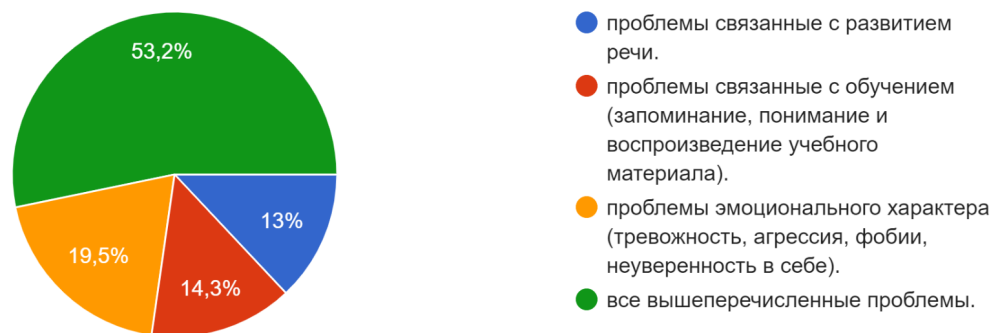 53,2%
13%
19,5%
14,3%
проблемы связанные с развитием
речи.
проблемы связанные с обучением
(запоминание, понимание и
воспроизведение учебного
материала).
проблемы эмоционального характера
(тревожность, агрессия, фобии,
неуверенность в себе).
все вышеперечисленные проблемы.